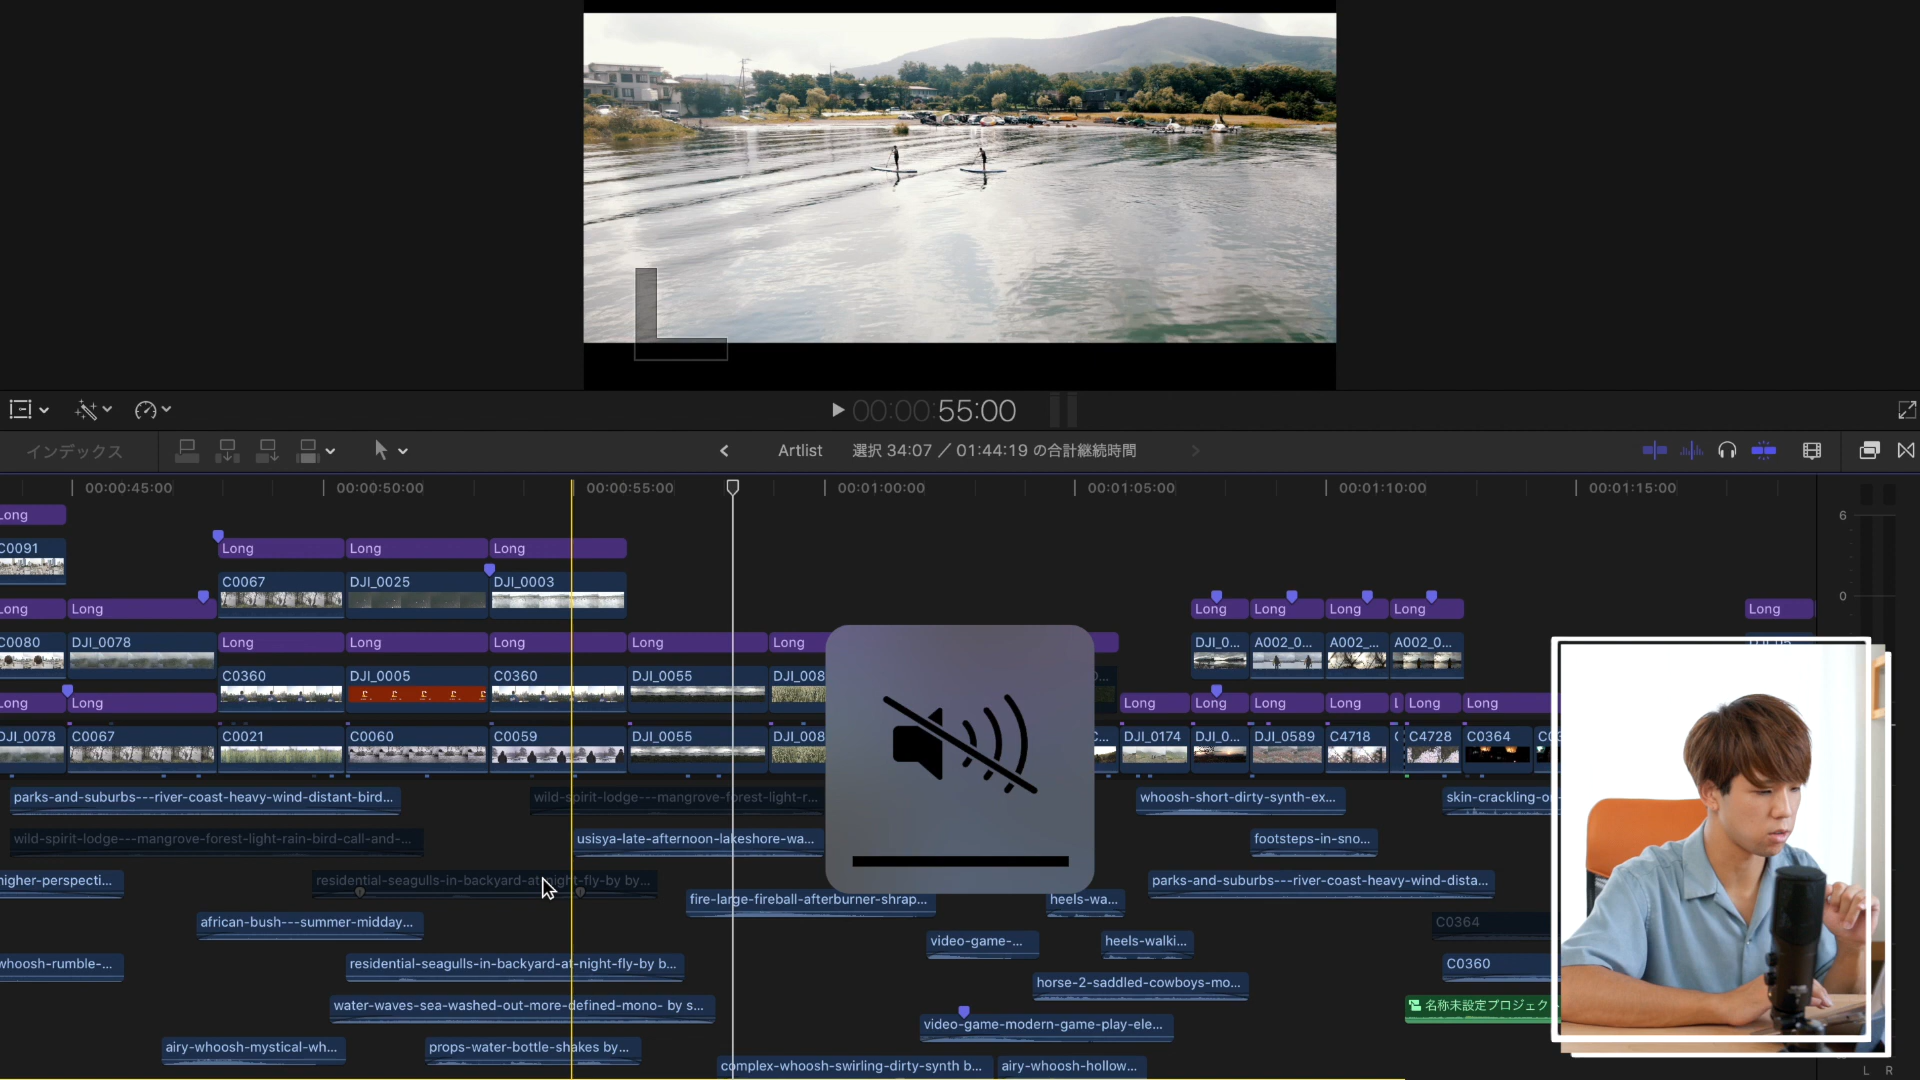 00:00:55:00
インデックス
Artlist
選択 34:07 ／ 01:44:19 の合計継続時間
00:00:45:00
00:00:50:00
00:00:55:00
00:01:00:00
00:01:05:00
00:01:10:00
00:01:15:00
6
0
Long
C0091
Long
Long
Long
C0067
DJI_0025
DJI_0003
Long
Long
Long
Long
Long
Long
Long
C0080
DJI_0078
Long
Long
Long
Long
Long
DJI_0...
A002_0...
A002_...
A002_0...
C0360
DJI_0005
C0360
DJI_0055
DJI_008
Long
Long
Long
Long
Long
Long
Long
Long
DJI_0078
C0067
C0021
C0060
C0059
DJI_0055
DJI_008
DJI_0174
DJI_0...
DJI_0589
C4718
C4728
C0364
parks-and-suburbs---river-coast-heavy-wind-distant-bird...
wild-spirit-lodge---mangrove-forest-light-r...
whoosh-short-dirty-synth-ex...
skin-crackling-o
wild-spirit-lodge---mangrove-forest-light-rain-bird-call-and-...
usisya-late-afternoon-lakeshore-wa...
footsteps-in-sno...
higher-perspecti...
residential-seagulls-in-backyard-at-night-fly-by by...
parks-and-suburbs---river-coast-heavy-wind-dista...
fire-large-fireball-afterburner-shrap...
heels-wa...
african-bush---summer-midday...
C0364
video-game-...
heels-walki...
whoosh-rumble-...
residential-seagulls-in-backyard-at-night-fly-by b...
C0360
horse-2-saddled-cowboys-mo...
water-waves-sea-washed-out-more-defined-mono- by s...
名称未設定プロジェク
video-game-modern-game-play-ele...
airy-whoosh-mystical-wh...
props-water-bottle-shakes by...
complex-whoosh-swirling-dirty-synth b...
airy-whoosh-hollow...
L R